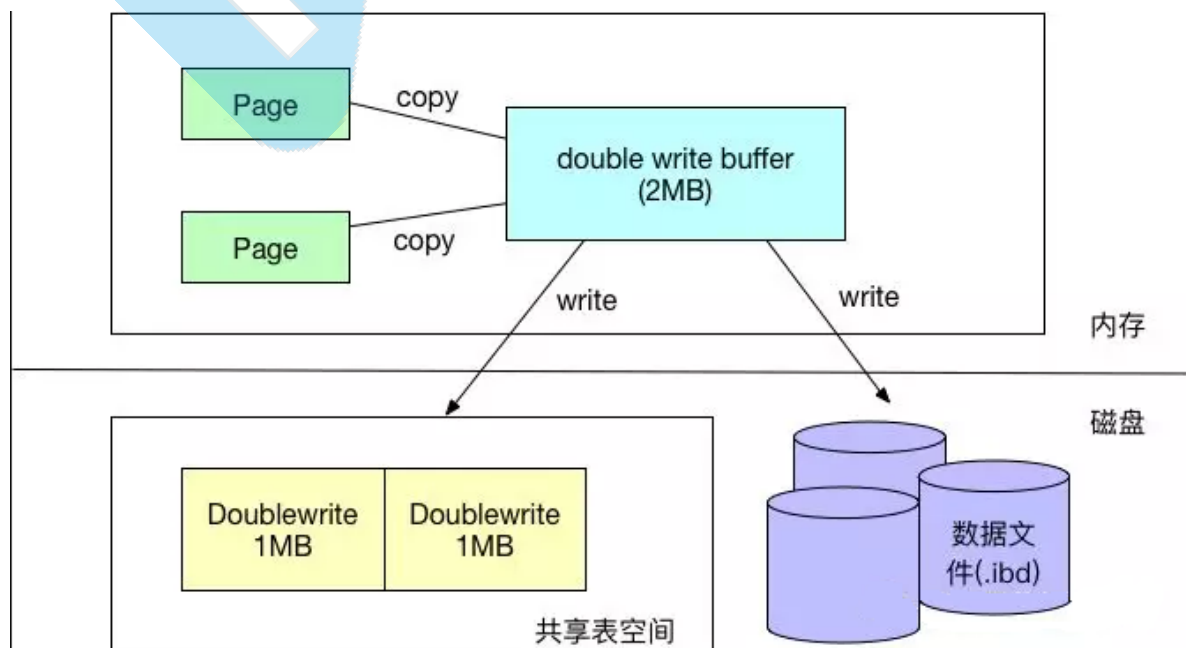 Page
copy
double write buffer
(2MB)
Page
copy
write
write
内存
磁盘
Doublewrite
1MB
Doublewrite
1MB
数据文
件(.ibd)
共享表空间